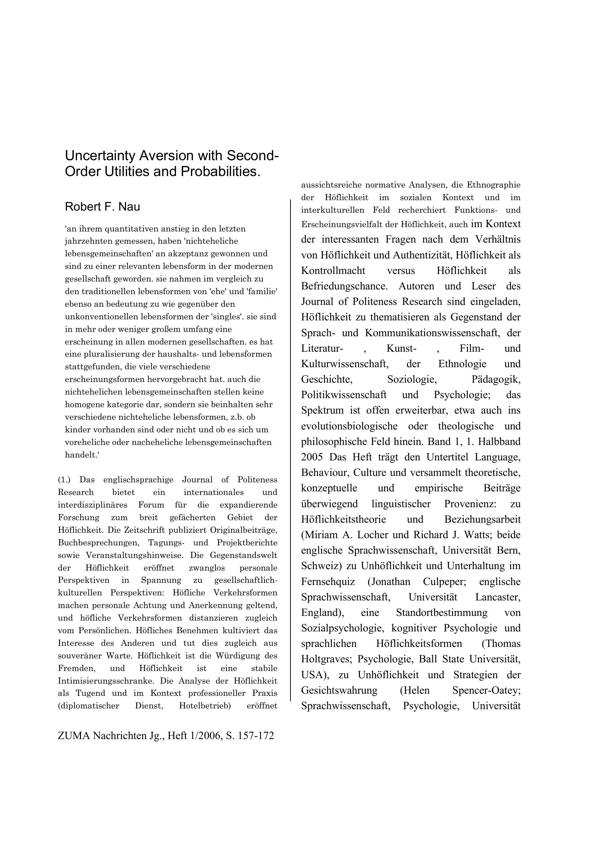 Uncertainty Aversion with Second-
Order Utilities and Probabilities.
Robert F. Nau
'an ihrem quantitativen anstieg in den letzten
jahrzehnten gemessen, haben 'nichteheliche
lebensgemeinschaften' an akzeptanz gewonnen und
sind zu einer relevanten lebensform in der modernen
gesellschaft geworden. sie nahmen im vergleich zu
den traditionellen lebensformen von 'ehe' und 'familie'
ebenso an bedeutung zu wie gegenüber den
unkonventionellen lebensformen der 'singles'. sie sind
in mehr oder weniger großem umfang eine
erscheinung in allen modernen gesellschaften. es hat
eine pluralisierung der haushalts- und lebensformen
stattgefunden, die viele verschiedene
erscheinungsformen hervorgebracht hat. auch die
nichtehelichen lebensgemeinschaften stellen keine
homogene kategorie dar, sondern sie beinhalten sehr
verschiedene nichteheliche lebensformen, z.b. ob
kinder vorhanden sind oder nicht und ob es sich um
voreheliche oder nacheheliche lebensgemeinschaften
handelt.'
(1.) Das englischsprachige Journal of Politeness
Research bietet ein internationales und
interdisziplinäres Forum für die expandierende
Forschung zum breit gefächerten Gebiet der
Höflichkeit. Die Zeitschrift publiziert Originalbeiträge,
Buchbesprechungen, Tagungs- und Projektberichte
sowie Veranstaltungshinweise. Die Gegenstandswelt
der Höflichkeit eröffnet zwanglos personale
Perspektiven in Spannung zu gesellschaftlich-
kulturellen Perspektiven: Höfliche Verkehrsformen
machen personale Achtung und Anerkennung geltend,
und höfliche Verkehrsformen distanzieren zugleich
vom Persönlichen. Höfliches Benehmen kultiviert das
Interesse des Anderen und tut dies zugleich aus
souveräner Warte. Höflichkeit ist die Würdigung des
Fremden, und Höflichkeit ist eine stabile
Intimisierungsschranke. Die Analyse der Höflichkeit
als Tugend und im Kontext professioneller Praxis
(diplomatischer Dienst, Hotelbetrieb) eröffnet
aussichtsreiche normative Analysen, die Ethnographie
der Höflichkeit im sozialen Kontext und im
interkulturellen Feld recherchiert Funktions- und
Erscheinungsvielfalt der Höflichkeit, auch im Kontext
der interessanten Fragen nach dem Verhältnis
von Höflichkeit und Authentizität, Höflichkeit als
Kontrollmacht versus Höflichkeit als
Befriedungschance. Autoren und Leser des
Journal of Politeness Research sind eingeladen,
Höflichkeit zu thematisieren als Gegenstand der
Sprach- und Kommunikationswissenschaft, der
Literatur- , Kunst- , Film- und
Kulturwissenschaft, der Ethnologie und
Geschichte, Soziologie, Pädagogik,
Politikwissenschaft und Psychologie; das
Spektrum ist offen erweiterbar, etwa auch ins
evolutionsbiologische oder theologische und
philosophische Feld hinein. Band 1, 1. Halbband
2005 Das Heft trägt den Untertitel Language,
Behaviour, Culture und versammelt theoretische,
konzeptuelle und empirische Beiträge
überwiegend linguistischer Provenienz: zu
Höflichkeitstheorie und Beziehungsarbeit
(Miriam A. Locher und Richard J. Watts; beide
englische Sprachwissenschaft, Universität Bern,
Schweiz) zu Unhöflichkeit und Unterhaltung im
Fernsehquiz (Jonathan Culpeper; englische
Sprachwissenschaft, Universität Lancaster,
England), eine Standortbestimmung von
Sozialpsychologie, kognitiver Psychologie und
sprachlichen Höflichkeitsformen (Thomas
Holtgraves; Psychologie, Ball State Universität,
USA), zu Unhöflichkeit und Strategien der
Gesichtswahrung (Helen Spencer-Oatey;
Sprachwissenschaft, Psychologie, Universität
ZUMA Nachrichten Jg., Heft 1/2006, S. 157-172